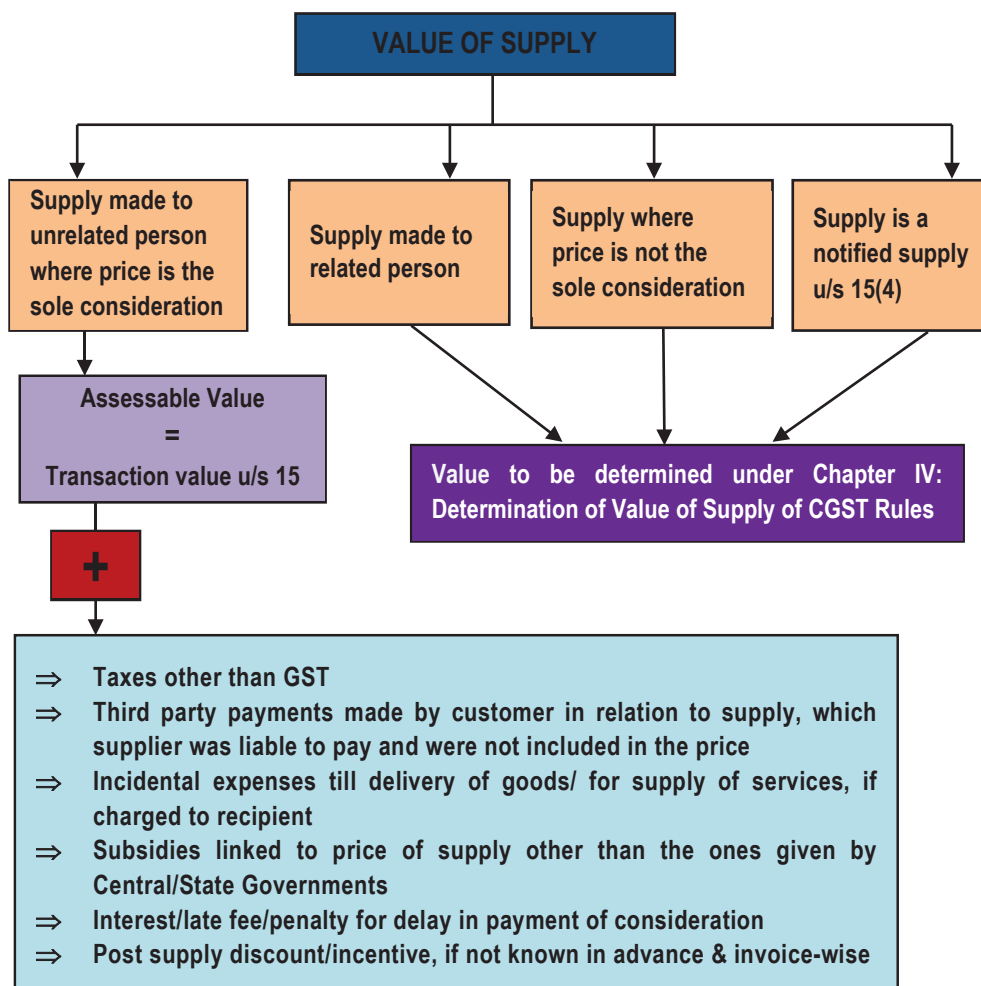 VALUE OF SUPPLY
Supply made to
unrelated person
where price is the
sole consideration
Supply made to
related person
Supply where
price is not the
sole consideration
Supply is a
notified supply
u/s 15(4)
Assessable Value
=
Transaction value u/s 15
Value to be determined under Chapter IV:
Determination of Value of Supply of CGST Rules
+
⇒ Taxes other than GST
⇒ Third party payments made by customer in relation to supply, which
supplier was liable to pay and were not included in the price
⇒ Incidental expenses till delivery of goods/ for supply of services, if
charged to recipient
⇒ Subsidies linked to price of supply other than the ones given by
Central/State Governments
⇒ Interest/late fee/penalty for delay in payment of consideration
⇒ Post supply discount/incentive, if not known in advance & invoice-wise